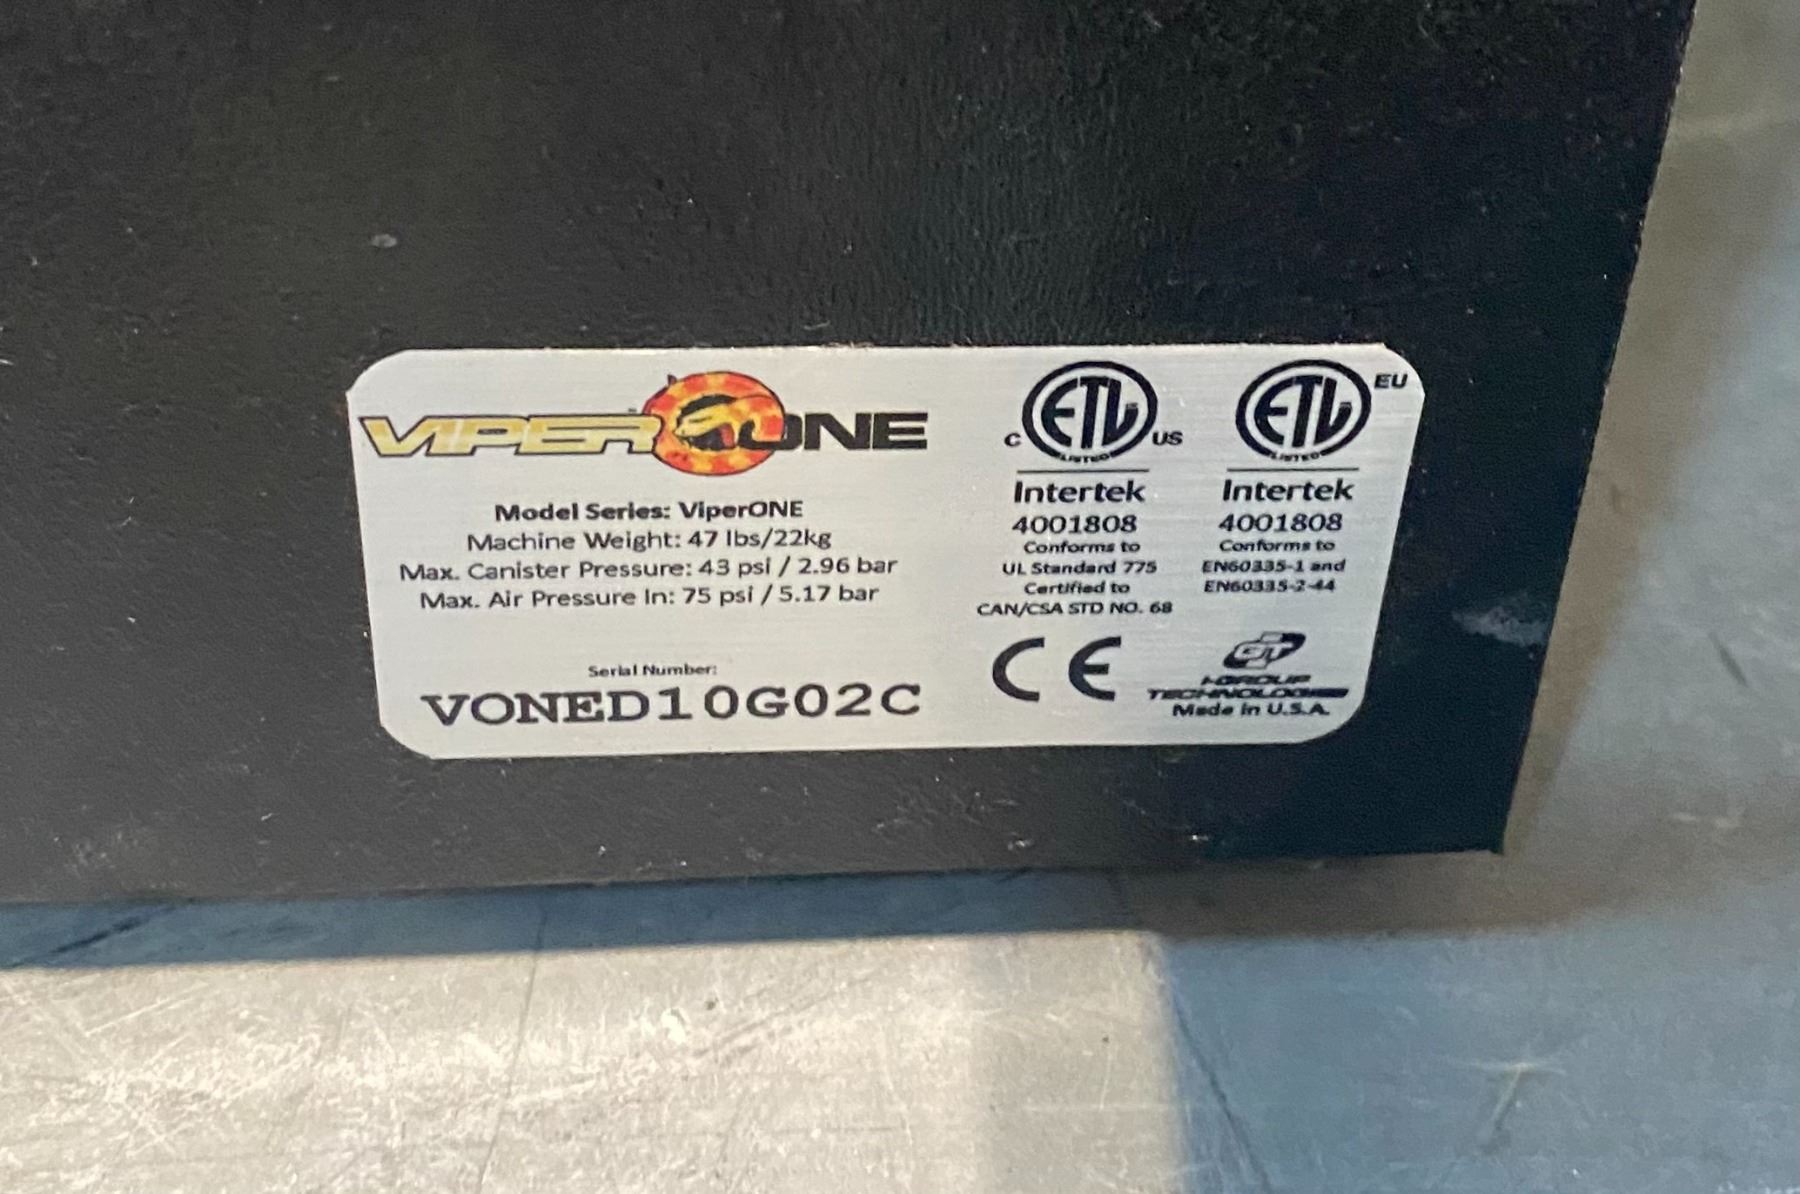 VIPER ONE
Model Series: ViperONE
Machine Weight: 47 lbs/22kg
Max. Canister Pressure: 43 psi / 2.96 bar
Max. Air Pressure In: 75 psi / 5.17 bar
Serial Number:
VONED10G02C
C ETL US
LISTED
Intertek
4001808
Conforms to
UL Standard 775
Certified to
CAN/CSA STD NO. 68
ETL EU
LISTED
Intertek
4001808
Conforms to
EN60335-1 and
EN60335-2-44
CE
GT
I-GROUP
TECHNOLOGIES
Made in U.S.A.